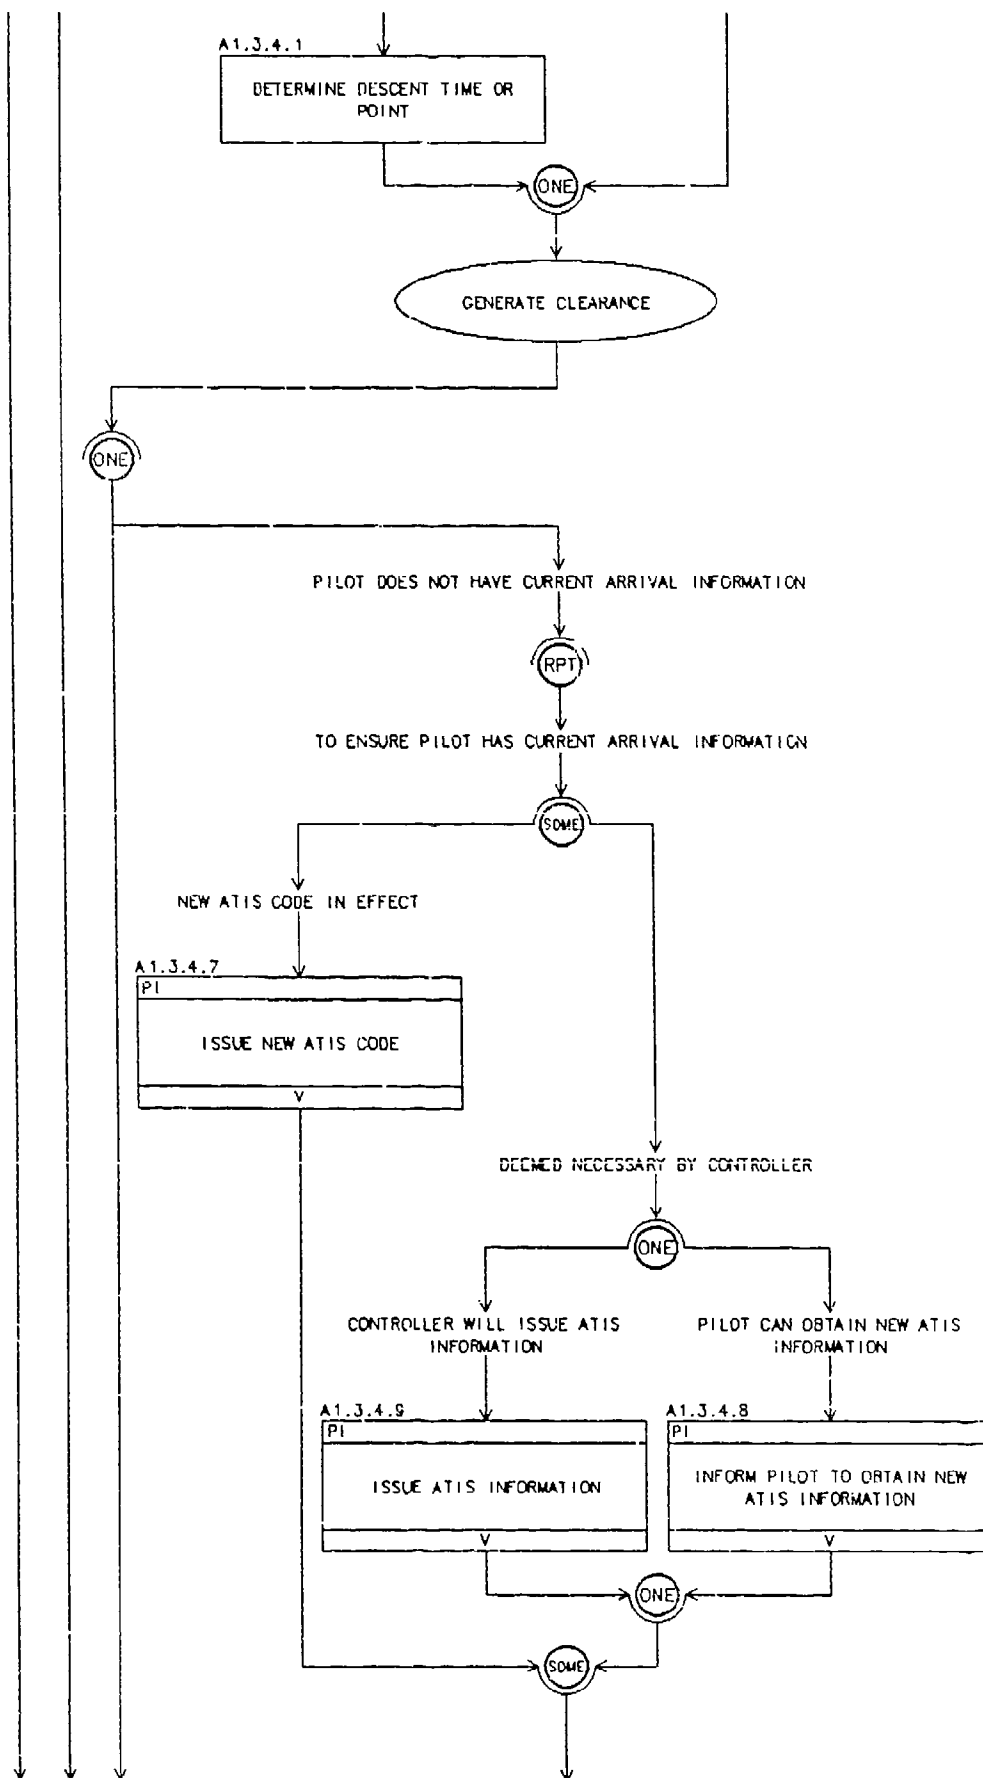 A1.3.4.1
DETERMINE DESCENT TIME OR
POINT
ONE
GENERATE CLEARANCE
ONE
PILOT DOES NOT HAVE CURRENT ARRIVAL INFORMATION
RPT
TO ENSURE PILOT HAS CURRENT ARRIVAL INFORMATION
SOME
NEW ATIS CODE IN EFFECT
A1.3.4.7
PI
ISSUE NEW ATIS CODE
V
DEEMED NECESSARY BY CONTROLLER
ONE
CONTROLLER WILL ISSUE ATIS
INFORMATION
PILOT CAN OBTAIN NEW ATIS
INFORMATION
A1.3.4.9
PI
ISSUE ATIS INFORMATION
V
A1.3.4.8
PI
INFORM PILOT TO OBTAIN NEW
ATIS INFORMATION
V
ONE
SOME